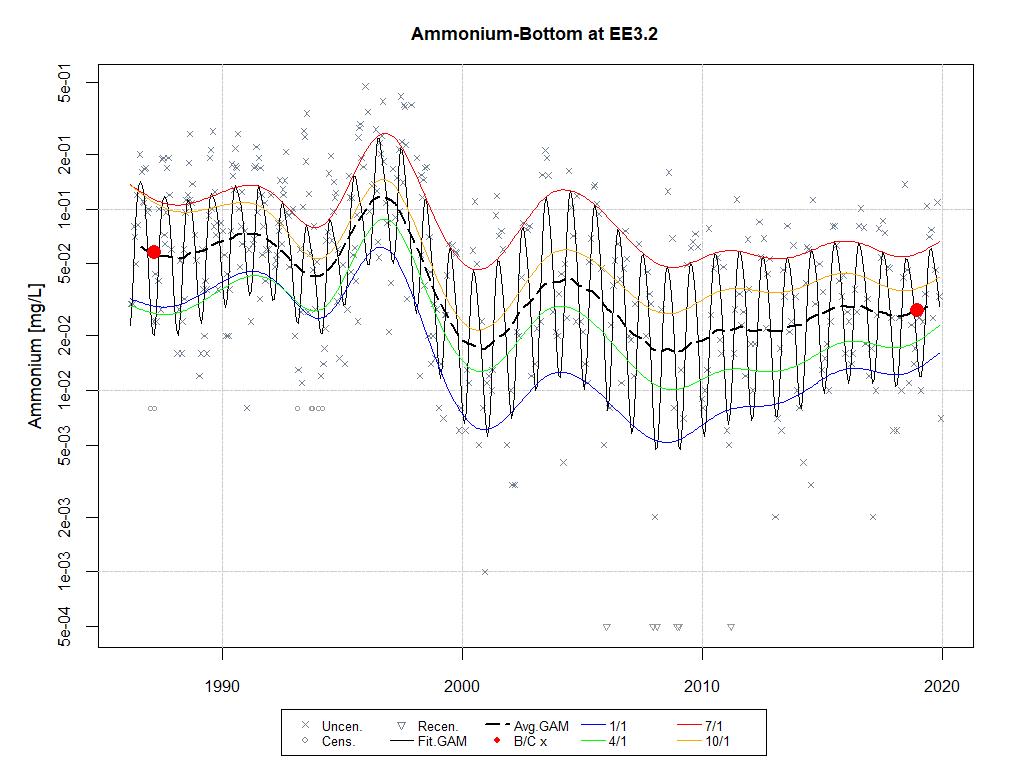 Ammonium-Bottom at EE3.2
Ammonium [mg/L]
5e-01
2e-01
1e-01
5e-02
2e-02
1e-02
5e-03
2e-03
1e-03
5e-04
1990 2000 2010 2020
Uncen. Recen. Avg.GAM 1/1 7/1
Cens. Fit.GAM B/C x 4/1 10/1